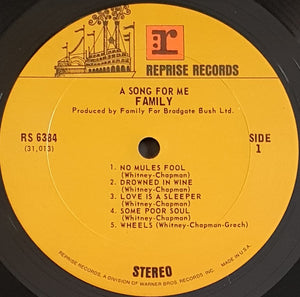 r:
REPRISE RECORDS
A SONG FOR ME
FAMILY
Produced by Family For Bradgate Bush Ltd.
RS 6384
(31,013)
SIDE
1
1. NO MULES FOOL
(Whitney-Chapman)
2. DROWNED IN WINE
(Whitney-Chapman)
3. LOVE IS A SLEEPER
(Whitney-Chapman)
4. SOME POOR SOUL
(Whitney-Chapman)
5. WHEELS (Whitney-Chapman-Grech)
STEREO
REPRISE RECORDS, A DIVISION OF WARNER BROS. RECORDS INC. MADE IN U.S.A.